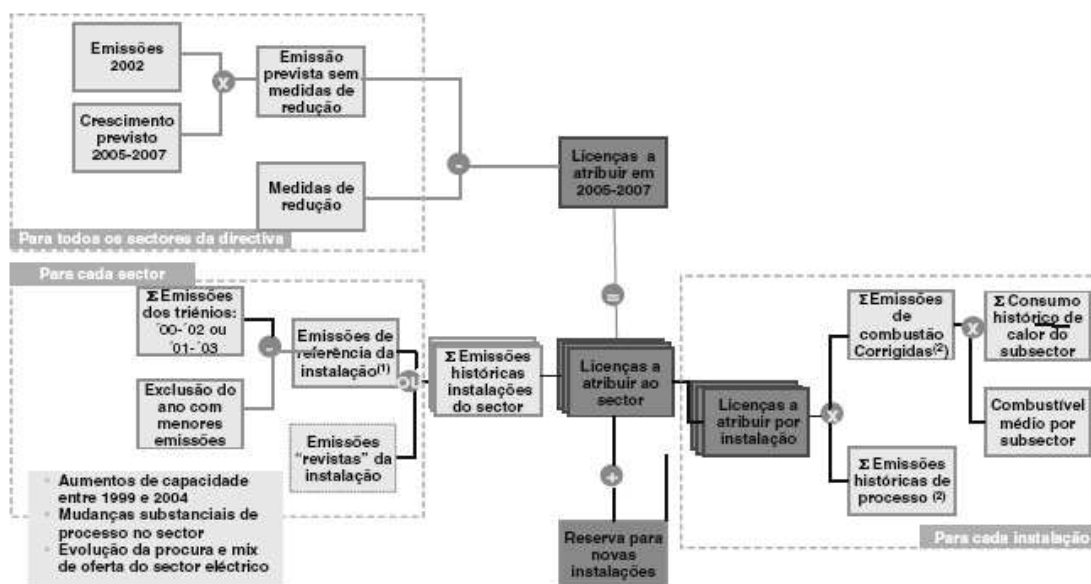 Emissões
2002
x
Crescimento
previsto
2005-2007
Emissão
prevista sem
medidas de
redução
Medidas de
redução
-
Licenças a
atribuir em
2005-2007
Para todos os sectores da directiva
=
Para cada sector
Σ Emissões
dos triénios:
´00-´02 ou
´01-´03
-
Exclusão do
ano com
menores
emissões
Emissões de
referência da
instalação(1)
OU
Emissões
“revistas” da
instalação
Σ Emissões
históricas
instalações
do sector
Licenças a
atribuir ao
sector
+
Reserva para
novas
instalações
Licenças a
atribuir por
instalação
x
ΣEmissões
de
combustão
Corrigidas(2)
x
Σ Consumo
histórico de
calor do
subsector
Combustível
médio por
subsector
Σ Emissões
históricas de
processo (2)
Para cada instalação
• Aumentos de capacidade
entre 1999 e 2004
• Mudanças substanciais de
processo no sector
• Evolução da procura e mix
de oferta do sector eléctrico